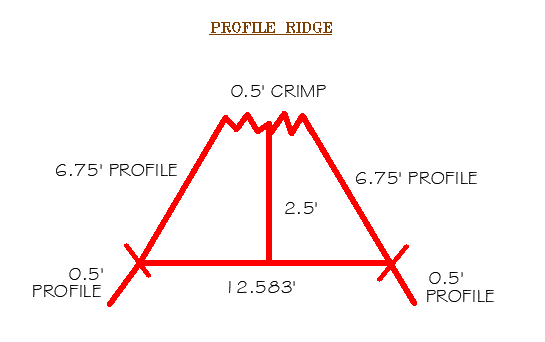 PROFILE RIDGE
0.5' CRIMP
6.75' PROFILE
6.75' PROFILE
2.5'
0.5'
PROFILE
12.583'
0.5'
PROFILE